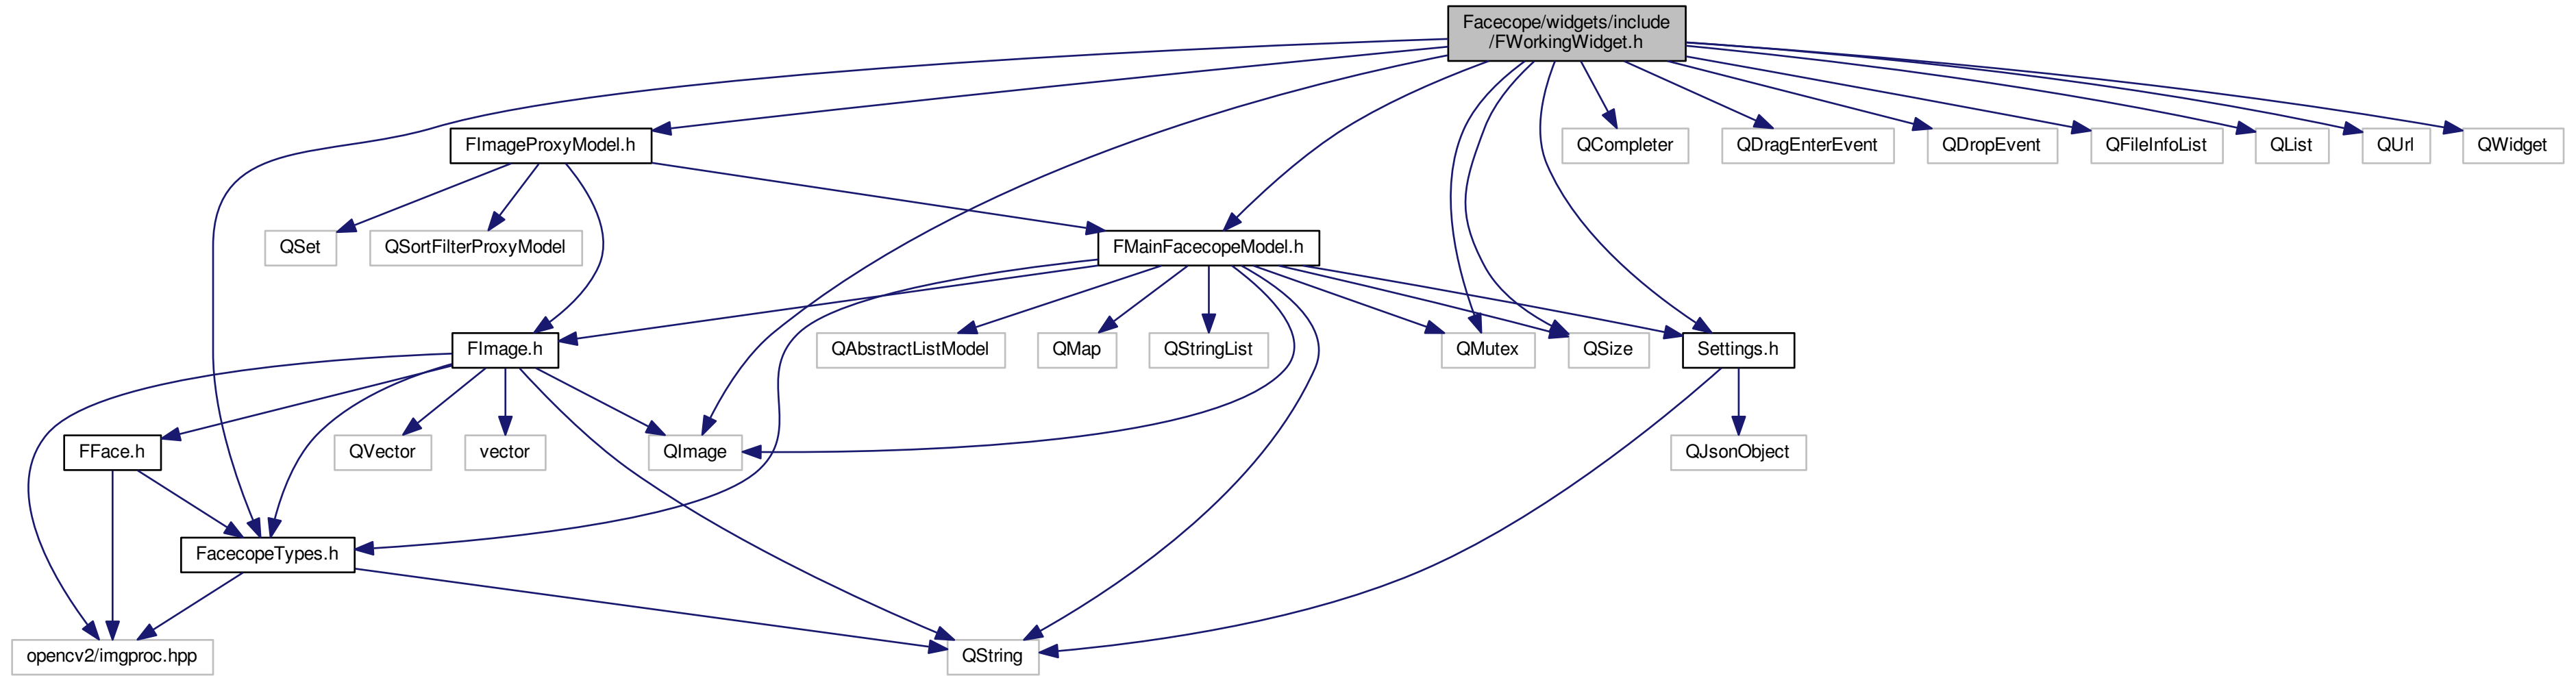 Facecope/widgets/include
/FWorkingWidget.h
FImageProxyModel.h
QCompleter
QDragEnterEvent
QDropEvent
QFileInfoList
QList
QUrl
QWidget
QSet
QSortFilterProxyModel
FMainFacecopeModel.h
FImage.h
QAbstractListModel
QMap
QStringList
QMutex
QSize
Settings.h
FFace.h
QVector
vector
QImage
QJsonObject
FacecopeTypes.h
opencv2/imgproc.hpp
QString